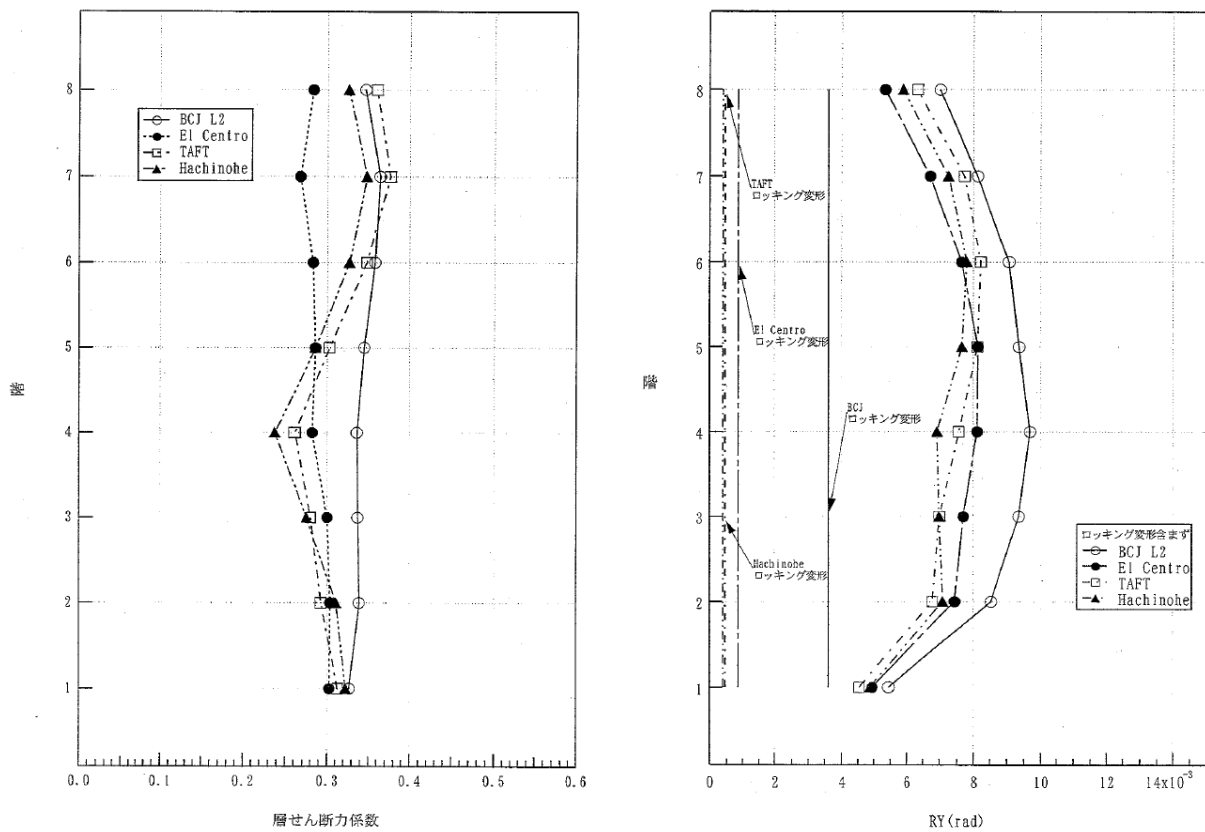 8
7
6
5
4
3
2
1
階
BCJ L2
El Centro
TAFT
Hachinohe
0.0
0.2
0.3
0.4
0.5
0.6
層せん断力係数
8
7
6
5
4
3
2
1
階
TAFT
ロッキング変形
El Centro
ロッキング変形
BCJ
ロッキング変形
Hachinohe
ロッキング変形
ロッキング変形含まず
BCJ L2
El Centro
TAFT
Hachinohe
0
2
4
6
8
10
12
14x10⁻³
RY(rad)